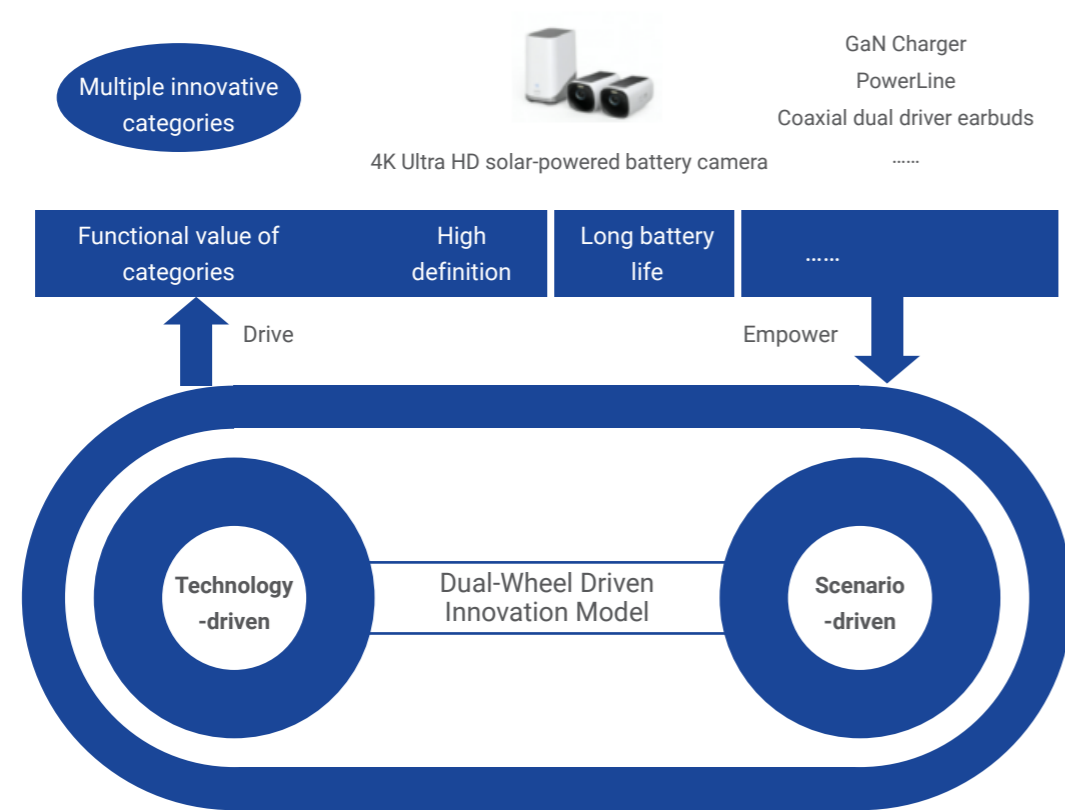 Multiple innovative
categories
GaN Charger
PowerLine
Coaxial dual driver earbuds
......
4K Ultra HD solar-powered battery camera
Functional value of
categories
High
definition
Long battery
life
......
Drive
Empower
Technology
-driven
Dual-Wheel Driven
Innovation Model
Scenario
-driven